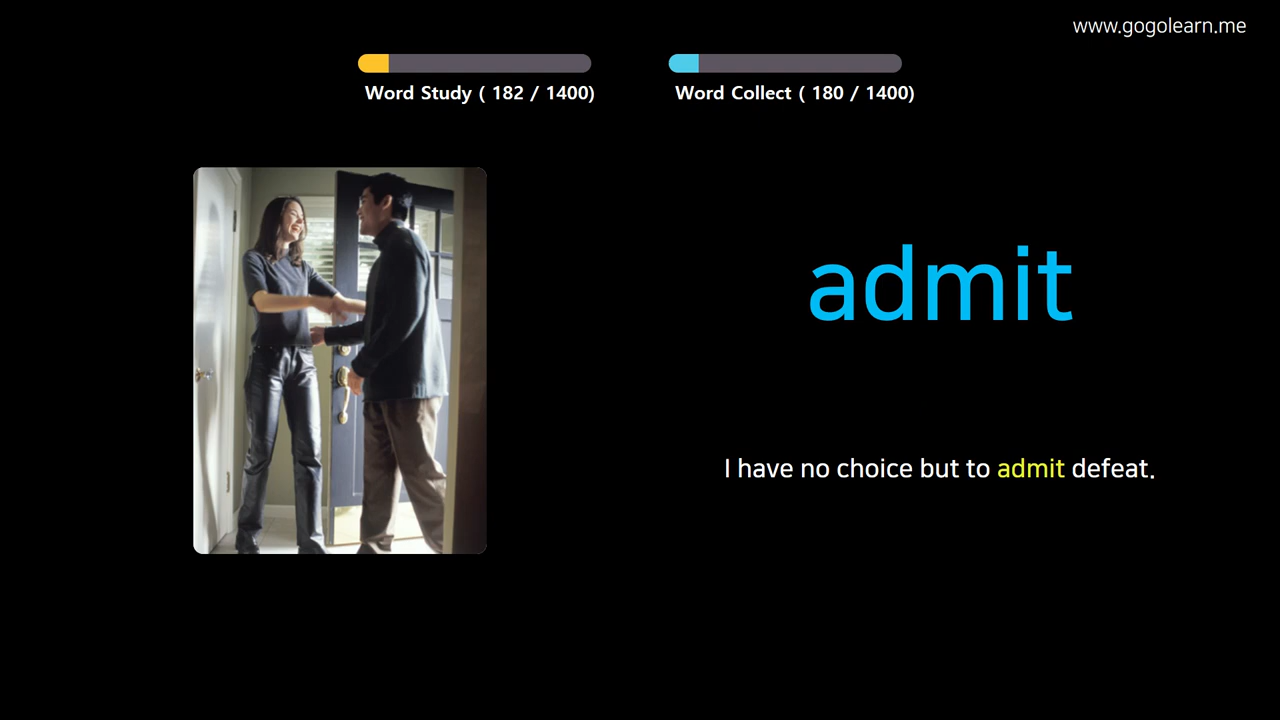 www.gogolearn.me
Word Study ( 182 / 1400)
Word Collect ( 180 / 1400)
admit
I have no choice but to admit defeat.